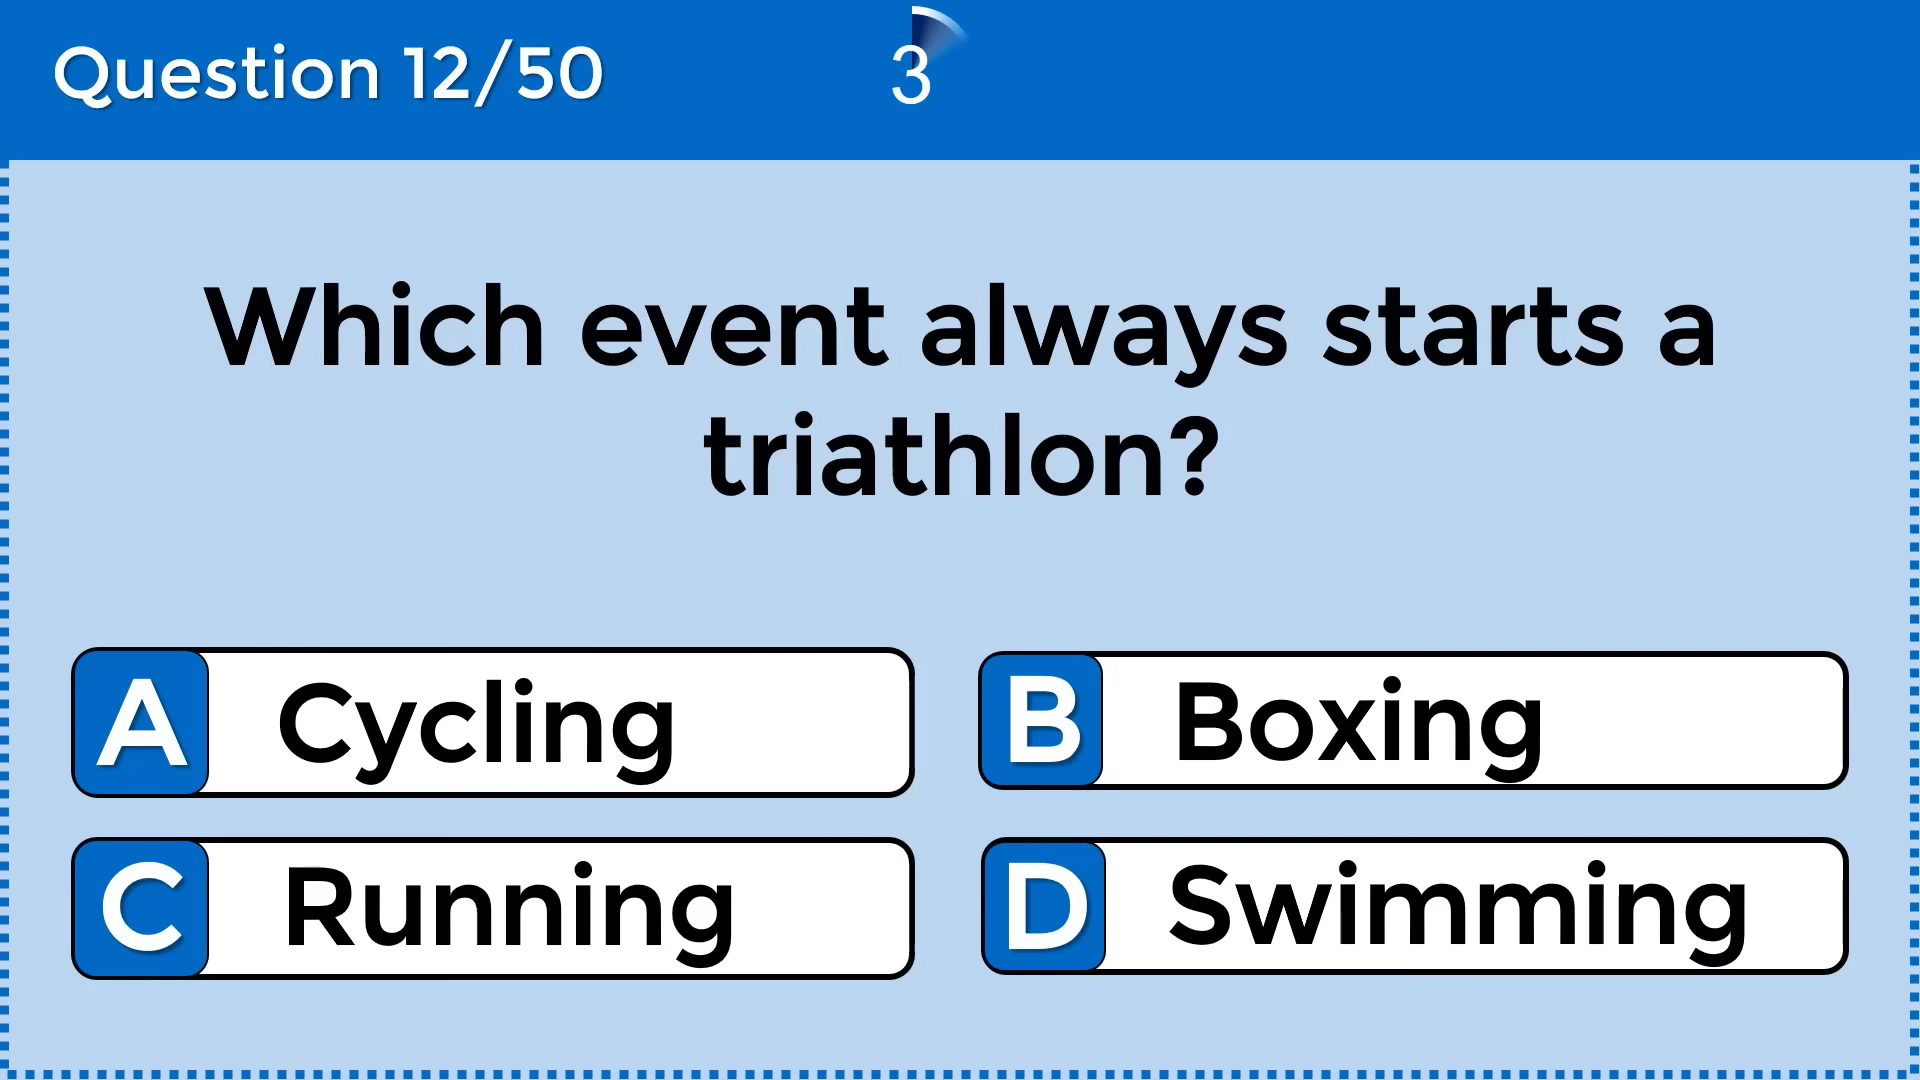 Question 12/50
3
Which event always starts a
triathlon?
A Cycling
B Boxing
C Running
D Swimming